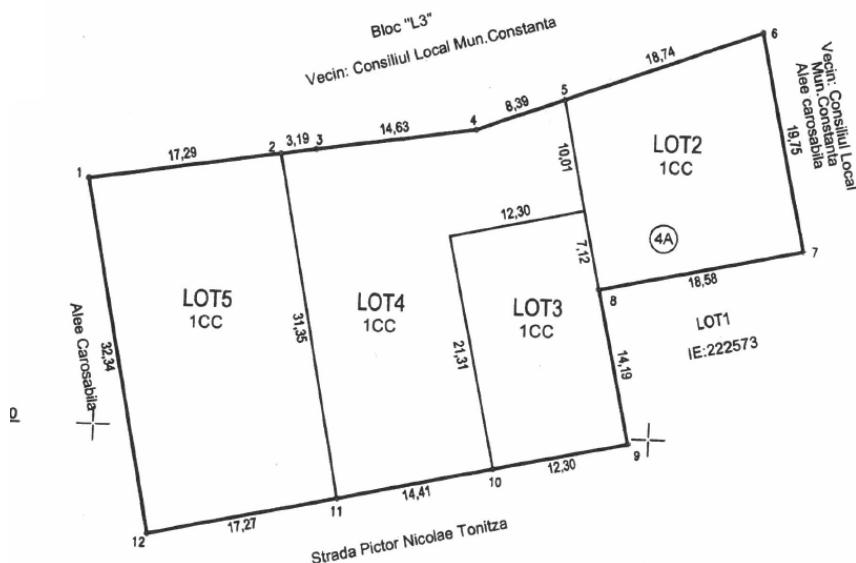 Bloc "L3"
Vecin: Consiliul Local Mun.Constanta
6
18,74
5
8,39
4
14,63
3
3,19
2
17,29
1
Vecin: Consiliul Local
Mun.Constanta
Alee carosabila
19,75
10,01
LOT2
1CC
4A
12,30
7,12
7
18,58
8
LOT5
1CC
LOT4
1CC
LOT3
1CC
LOT1
IE:222573
31,35
21,31
14,19
Alee Carosabila
32,34
0
9
12,30
10
14,41
11
17,27
12
Strada Pictor Nicolae Tonitza